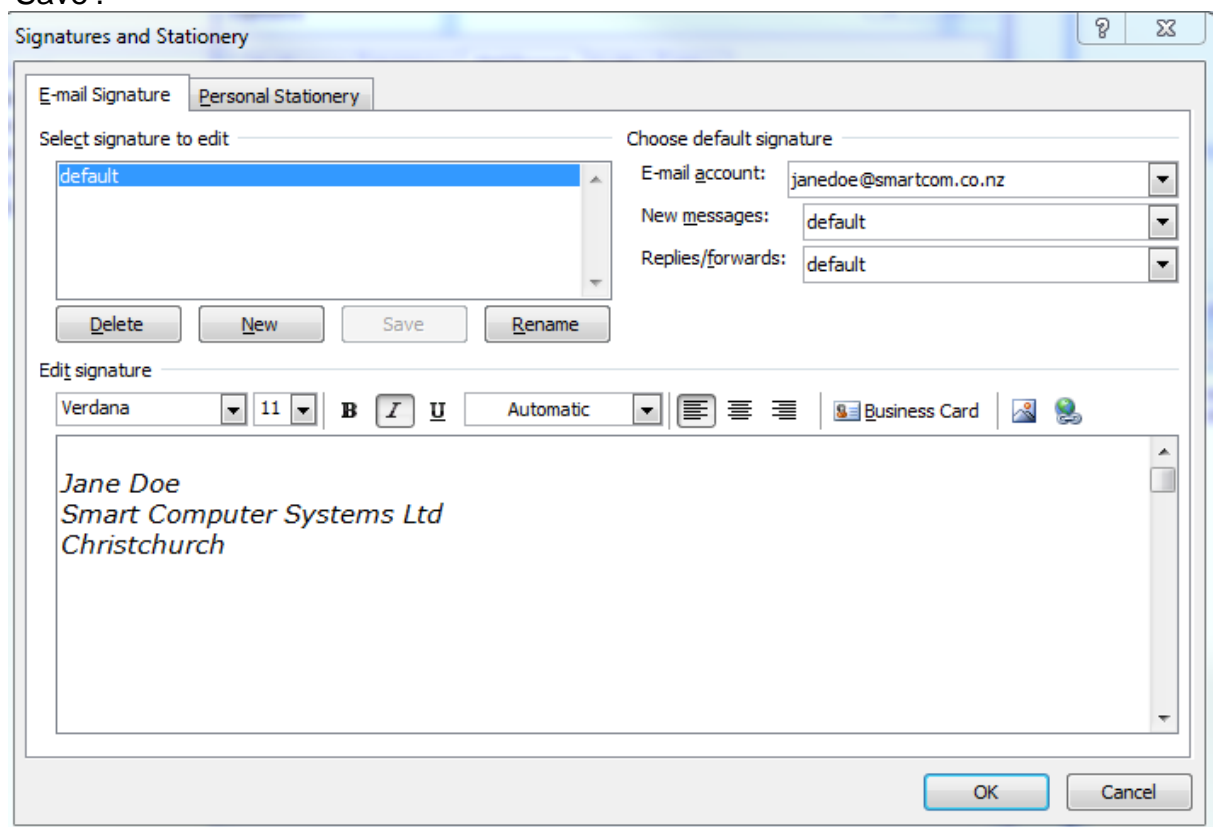 Save'.
Signatures and Stationery
E-mail Signature Personal Stationery
Select signature to edit
default
Delete New Save Rename
Choose default signature
E-mail account: janedoe@smartcom.co.nz
New messages: default
Replies/forwards: default
Edit signature
Verdana 11 B I U Automatic Business Card
Jane Doe
Smart Computer Systems Ltd
Christchurch
OK Cancel